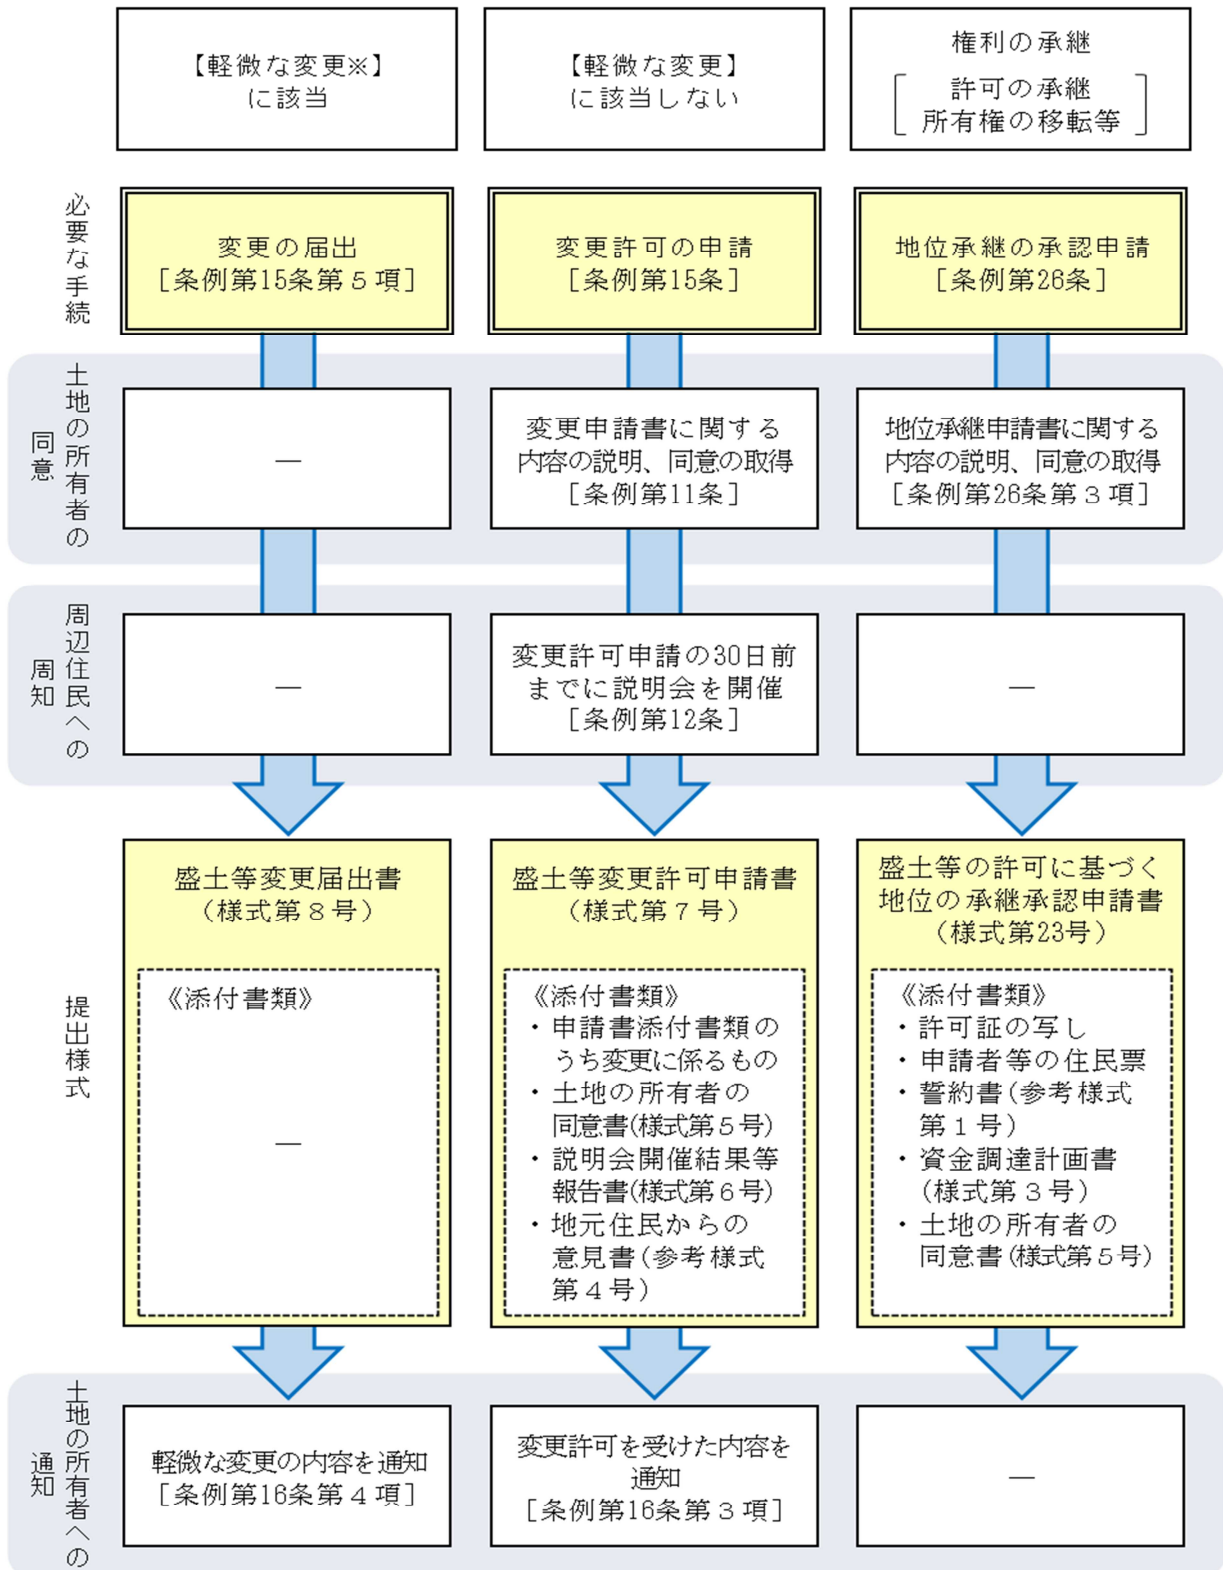 【軽微な変更※】
に該当
【軽微な変更】
に該当しない
権利の承継
許可の承継
所有権の移転等
必要な手続
変更の届出
［条例第15条第５項］
変更許可の申請
［条例第15条］
地位承継の承認申請
［条例第26条］
土地の所有者の
同意
―
変更申請書に関する
内容の説明、同意の取得
［条例第11条］
地位承継申請書に関する
内容の説明、同意の取得
［条例第26条第３項］
周辺住民への
周知
―
変更許可申請の30日前
までに説明会を開催
［条例第12条］
―
提出様式
盛土等変更届出書
（様式第８号）
《添付書類》
―
盛土等変更許可申請書
（様式第７号）
《添付書類》
・申請書添付書類の
うち変更に係るもの
・土地の所有者の
同意書(様式第５号)
・説明会開催結果等
報告書(様式第６号)
・地元住民からの
意見書(参考様式
第４号)
盛土等の許可に基づく
地位の承継承認申請書
（様式第23号）
《添付書類》
・許可証の写し
・申請者等の住民票
・誓約書(参考様式
第１号)
・資金調達計画書
(様式第３号)
・土地の所有者の
同意書(様式第５号)
土地の所有者への
通知
軽微な変更の内容を通知
［条例第16条第４項］
変更許可を受けた内容を
通知
［条例第16条第３項］
―